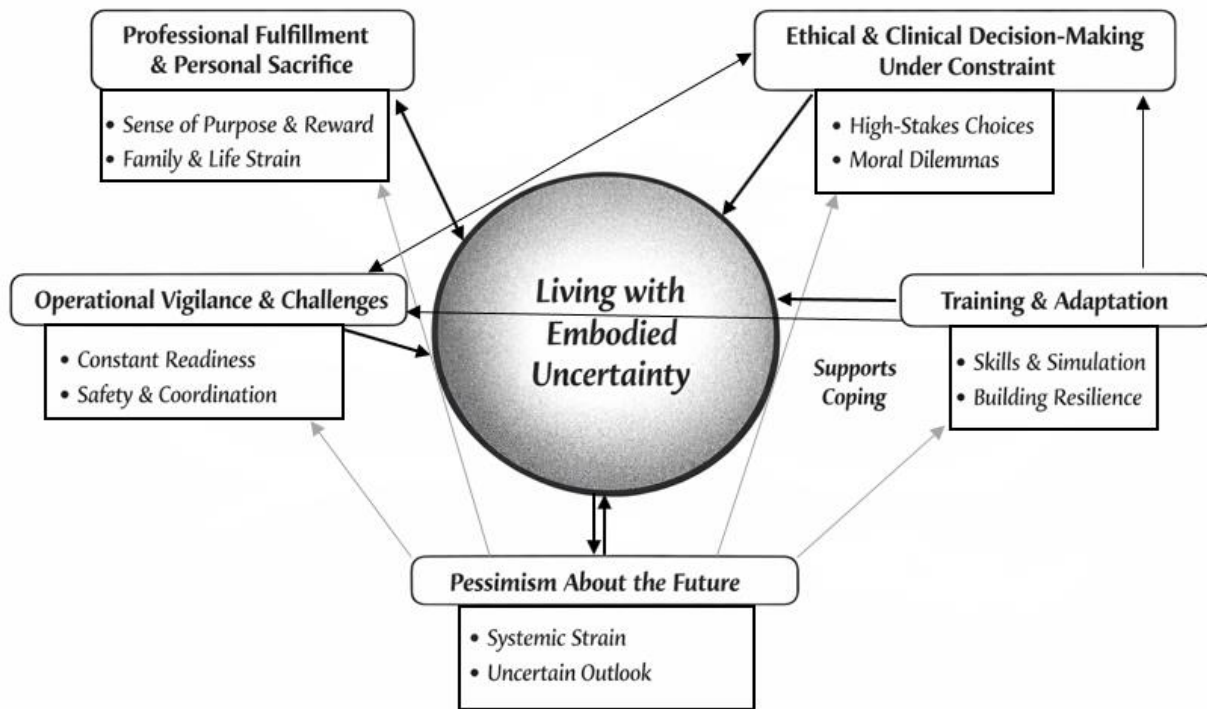 Professional Fulfillment
& Personal Sacrifice
• Sense of Purpose & Reward
• Family & Life Strain
Ethical & Clinical Decision-Making
Under Constraint
• High-Stakes Choices
• Moral Dilemmas
Living with
Embodied
Uncertainty
Operational Vigilance & Challenges
• Constant Readiness
• Safety & Coordination
Training & Adaptation
• Skills & Simulation
• Building Resilience
Supports
Coping
Pessimism About the Future
• Systemic Strain
• Uncertain Outlook